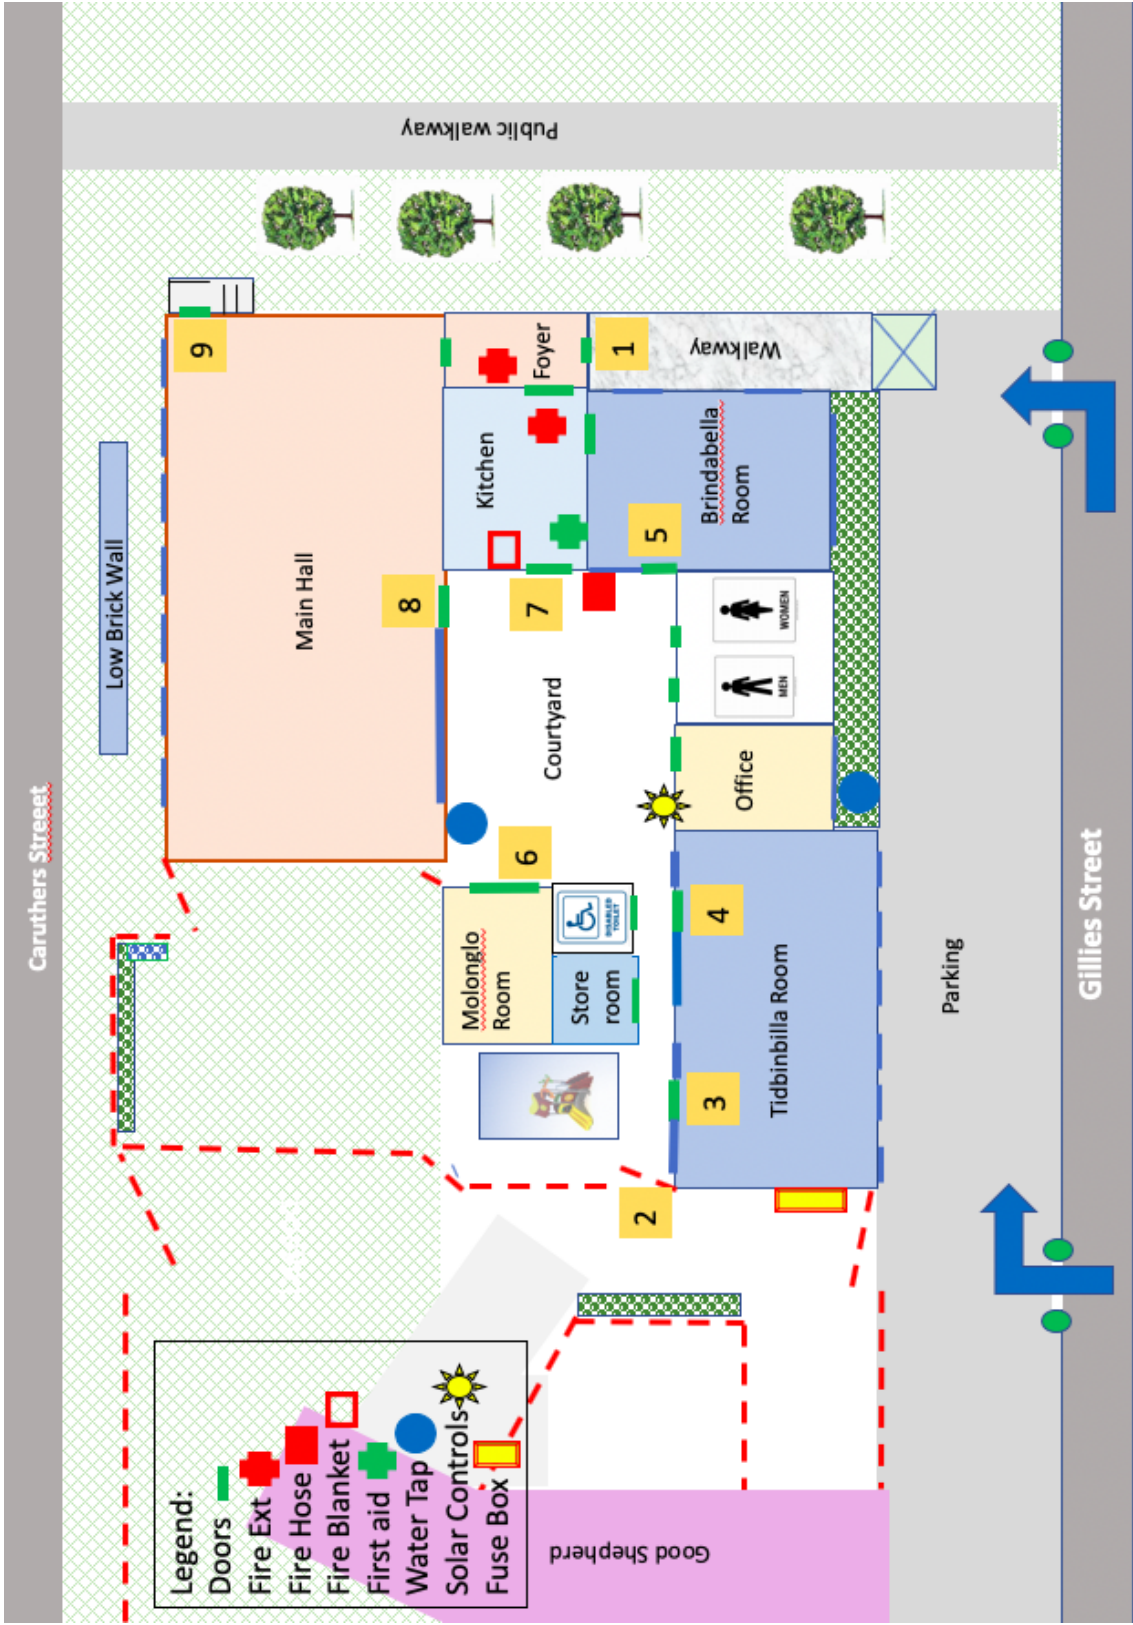 Caruthers Streeet
Public walkway
Low Brick Wall
Main Hall
9
8
Foyer
Kitchen
1
Walkway
Brindabella
Room
5
7
Courtyard
WOMEN
MEN
Office
6
Molonglo
Room
DISABLED
TOILET
Store
room
4
Tidbinbilla Room
3
2
Parking
Gillies Street
Good Shepherd
Legend:
Doors
Fire Ext
Fire Hose
Fire Blanket
First aid
Water Tap
Solar Controls
Fuse Box